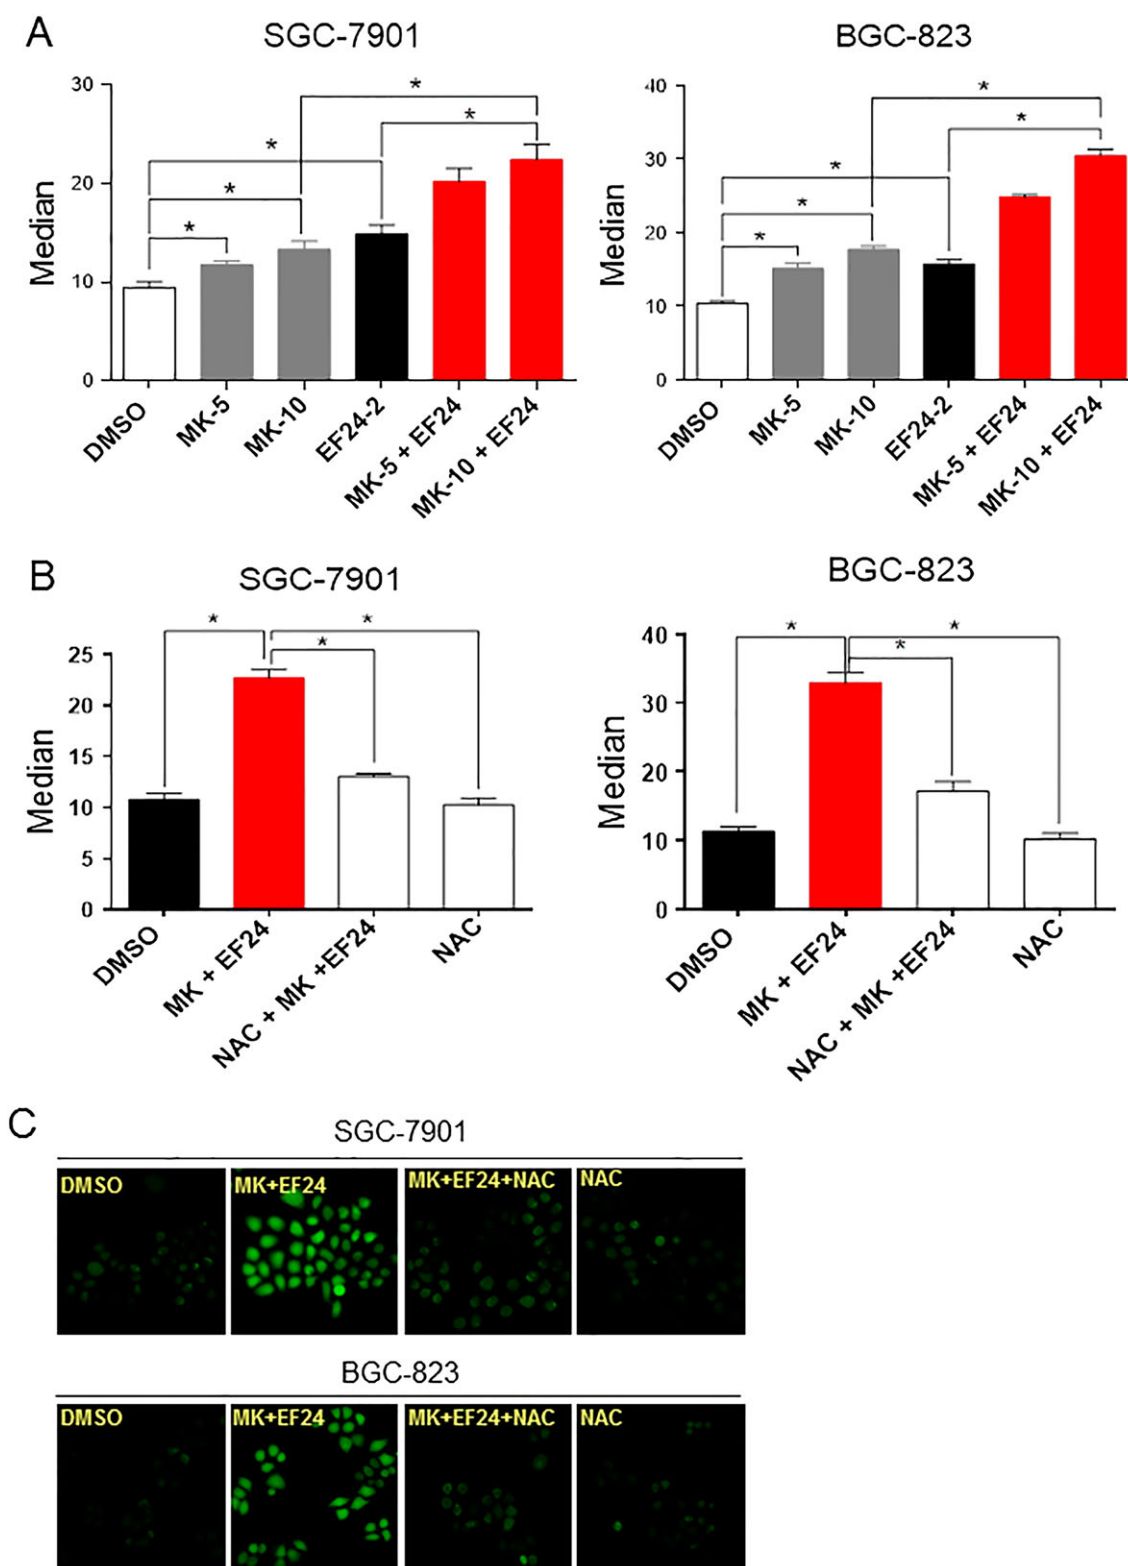 A
SGC-7901
BGC-823
Median
30
20
10
0
* * * * *
DMSO
MK-5
MK-10
EF24-2
MK-5 + EF24
MK-10 + EF24
Median
40
30
20
10
0
* * * * *
DMSO
MK-5
MK-10
EF24-2
MK-5 + EF24
MK-10 + EF24
B
SGC-7901
BGC-823
Median
25
20
15
10
5
0
* * *
DMSO
MK + EF24
NAC + MK +EF24
NAC
Median
40
30
20
10
0
* * *
DMSO
MK + EF24
NAC + MK +EF24
NAC
C
SGC-7901
DMSO MK+EF24 MK+EF24+NAC NAC
BGC-823
DMSO MK+EF24 MK+EF24+NAC NAC